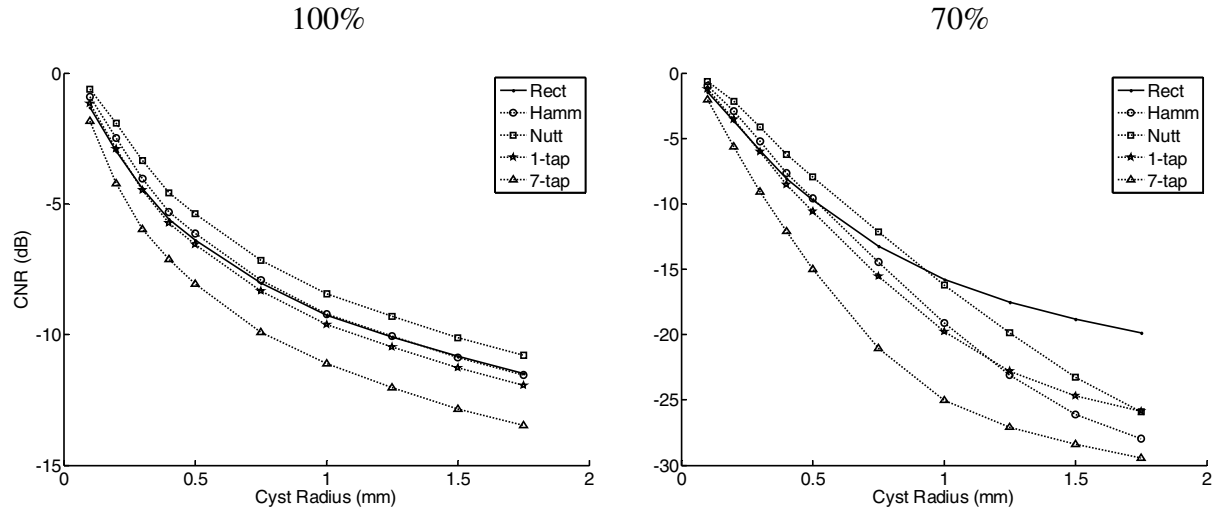 100%
70%
0
-5
-10
-15
CNR (dB)
0
0.5
1
1.5
2
Cyst Radius (mm)
Rect
Hamm
Nutt
1-tap
7-tap
0
-5
-10
-15
-20
-25
-30
0
0.5
1
1.5
2
Cyst Radius (mm)
Rect
Hamm
Nutt
1-tap
7-tap